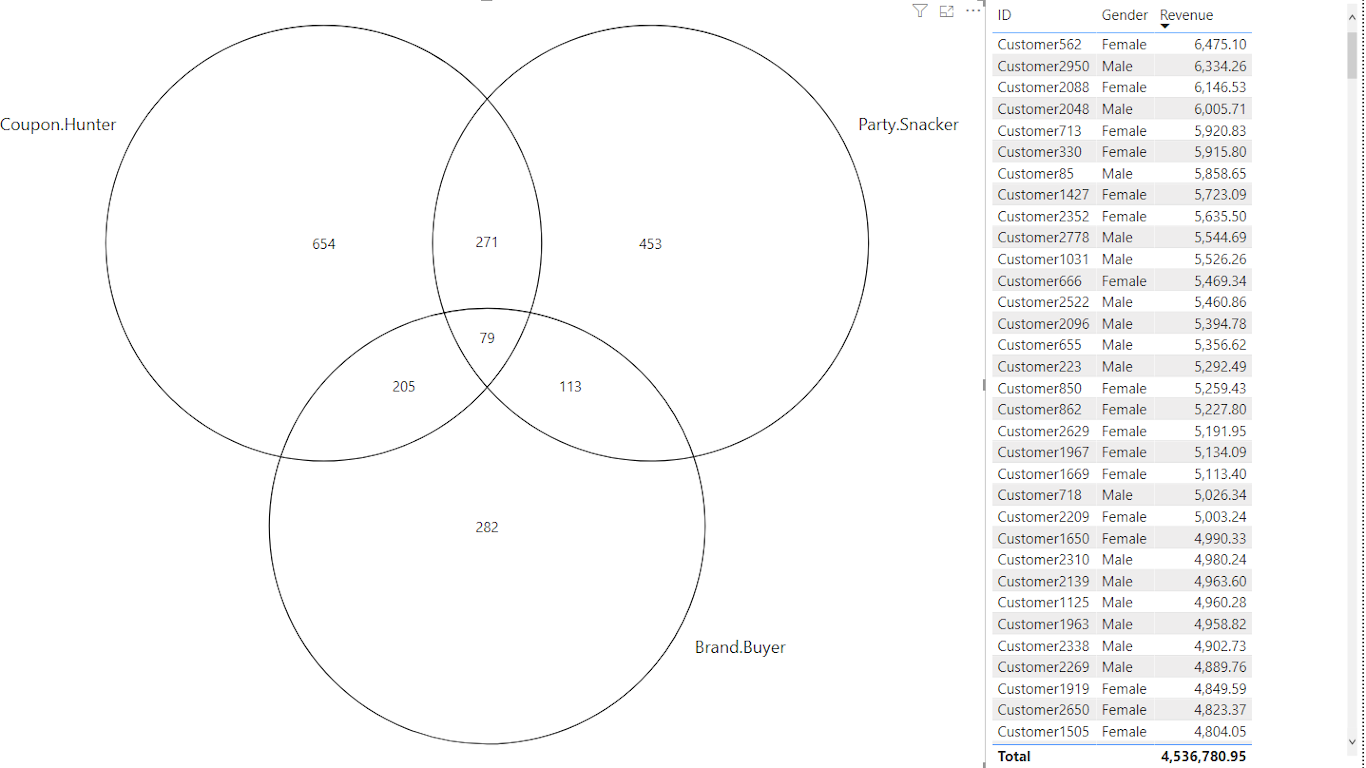 Coupon.Hunter
Party.Snacker
654
271
453
79
205
113
282
Brand.Buyer
ID Gender Revenue
Customer562 Female 6,475.10
Customer2950 Male 6,334.26
Customer2088 Female 6,146.53
Customer2048 Male 6,005.71
Customer713 Female 5,920.83
Customer330 Female 5,915.80
Customer85 Male 5,858.65
Customer1427 Female 5,723.09
Customer2352 Female 5,635.50
Customer2778 Male 5,544.69
Customer1031 Male 5,526.26
Customer666 Female 5,469.34
Customer2522 Male 5,460.86
Customer2096 Male 5,394.78
Customer655 Male 5,356.62
Customer223 Male 5,292.49
Customer850 Female 5,259.43
Customer862 Female 5,227.80
Customer2629 Female 5,191.95
Customer1967 Female 5,134.09
Customer1669 Female 5,113.40
Customer718 Male 5,026.34
Customer2209 Female 5,003.24
Customer1650 Female 4,990.33
Customer2310 Male 4,980.24
Customer2139 Male 4,963.60
Customer1125 Male 4,960.28
Customer1963 Male 4,958.82
Customer2338 Male 4,902.73
Customer2269 Male 4,889.76
Customer1919 Female 4,849.59
Customer2650 Female 4,823.37
Customer1505 Female 4,804.05
Total 4,536,780.95